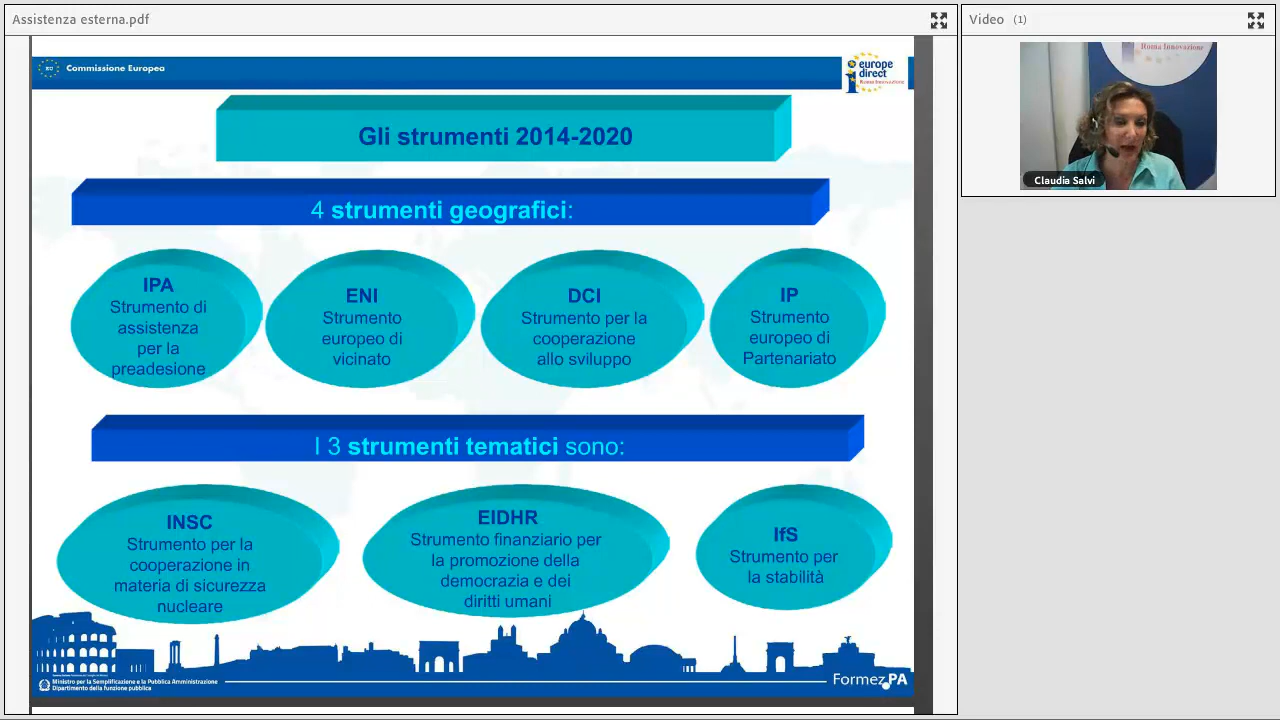 Assistenza esterna.pdf
Video (1)
Commissione Europea
europe
direct
Roma Innovazione
Roma Innovazione
Claudia Salvi
Gli strumenti 2014-2020
4 strumenti geografici:
IPA
Strumento di
assistenza
per la
preadesione
ENI
Strumento
europeo di
vicinato
DCI
Strumento per la
cooperazione
allo sviluppo
IP
Strumento
europeo di
Partenariato
I 3 strumenti tematici sono:
INSC
Strumento per la
cooperazione in
materia di sicurezza
nucleare
EIDHR
Strumento finanziario per
la promozione della
democrazia e dei
diritti umani
IfS
Strumento per
la stabilità
Ministro per la Semplificazione e la Pubblica Amministrazione
Dipartimento della funzione pubblica
FormezPA